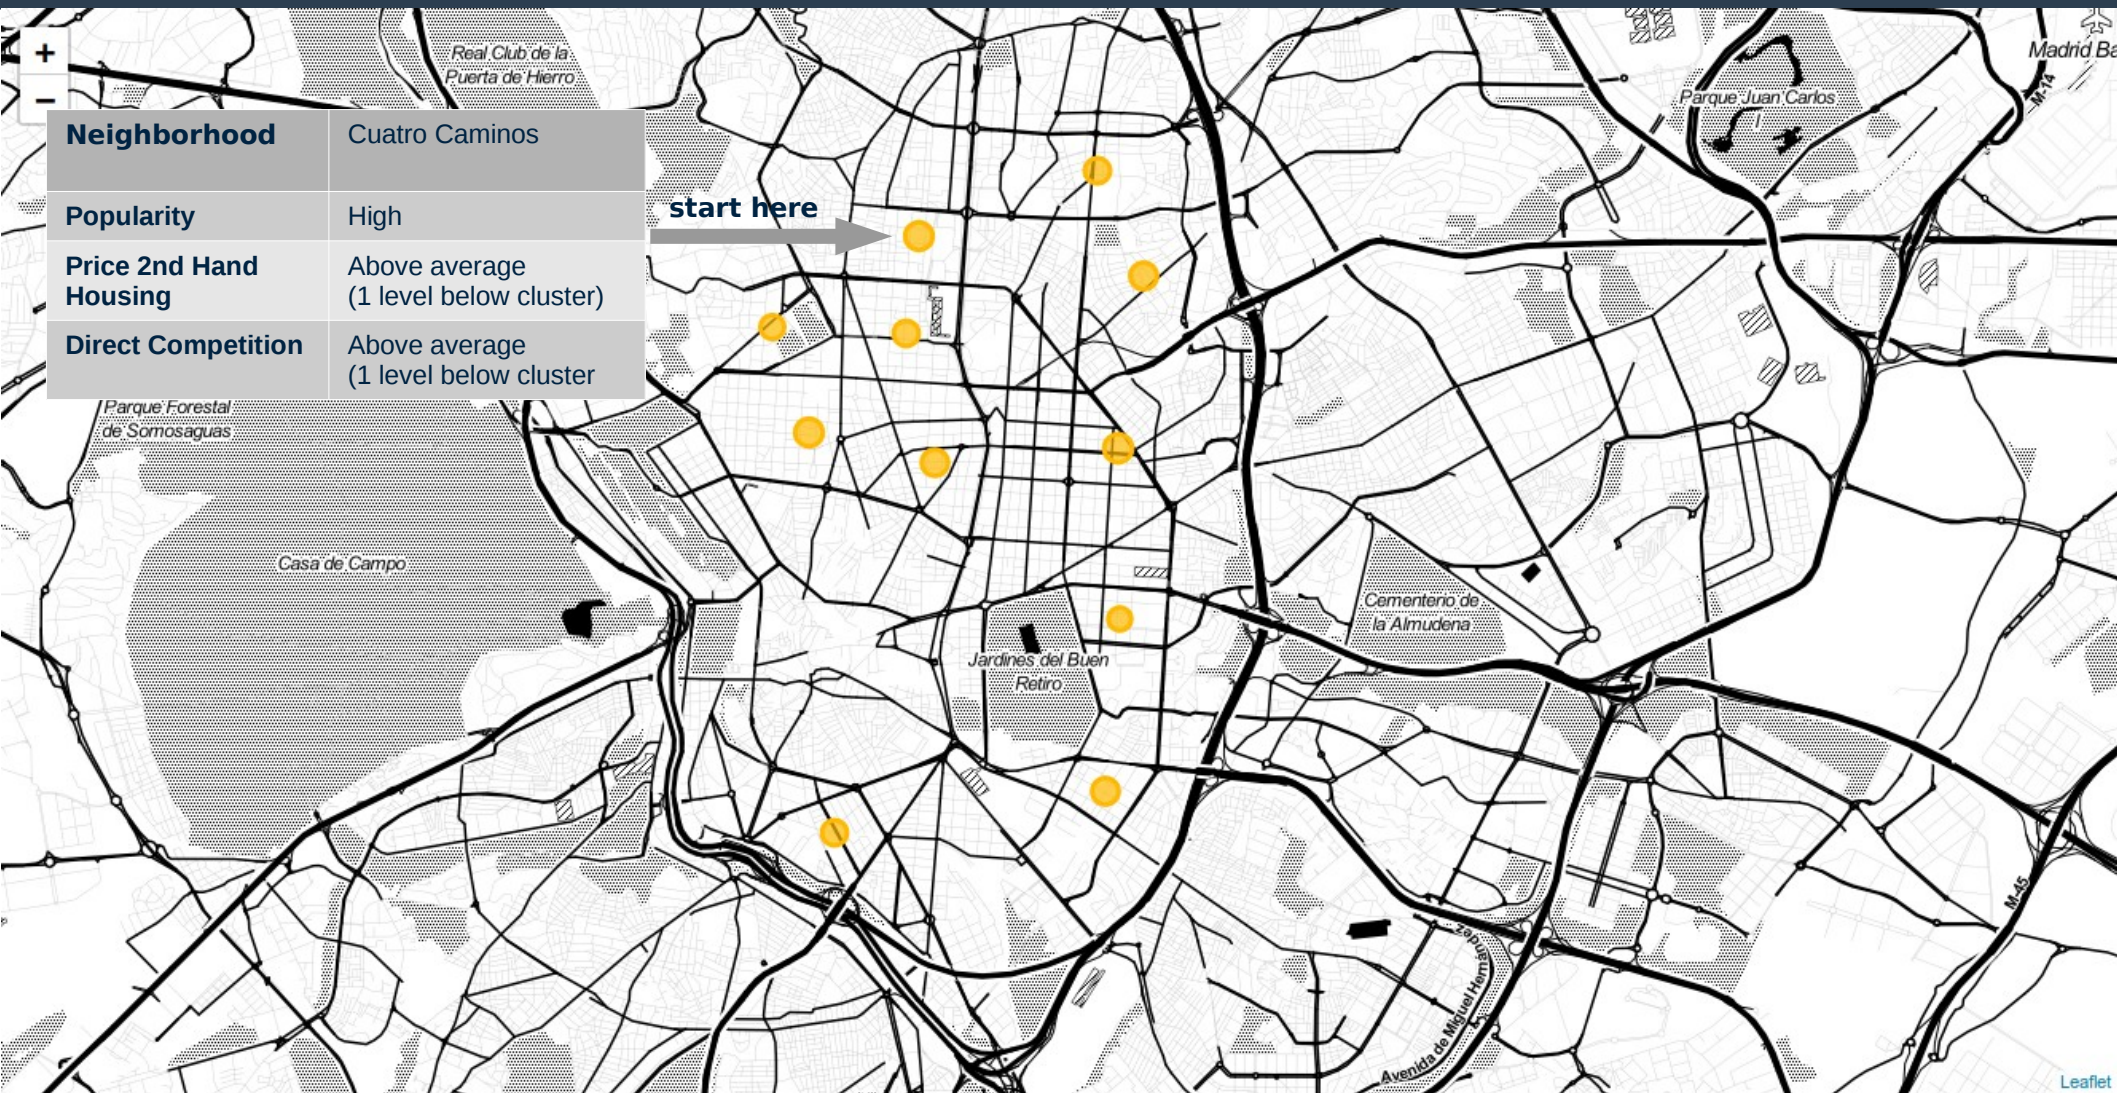 +
−
Real Club de la
Puerta de Hierro
Madrid Ba
M-14
Parque Juan Carlos
I
Neighborhood
Cuatro Caminos
Popularity
High
start here
Price 2nd Hand
Housing
Above average
(1 level below cluster)
Direct Competition
Above average
(1 level below cluster
Parque Forestal
de Somosaguas
Casa de Campo
Cementerio de
la Almudena
Jardines del Buen
Retiro
M-45
Avenida de Miguel Hernández
Leaflet